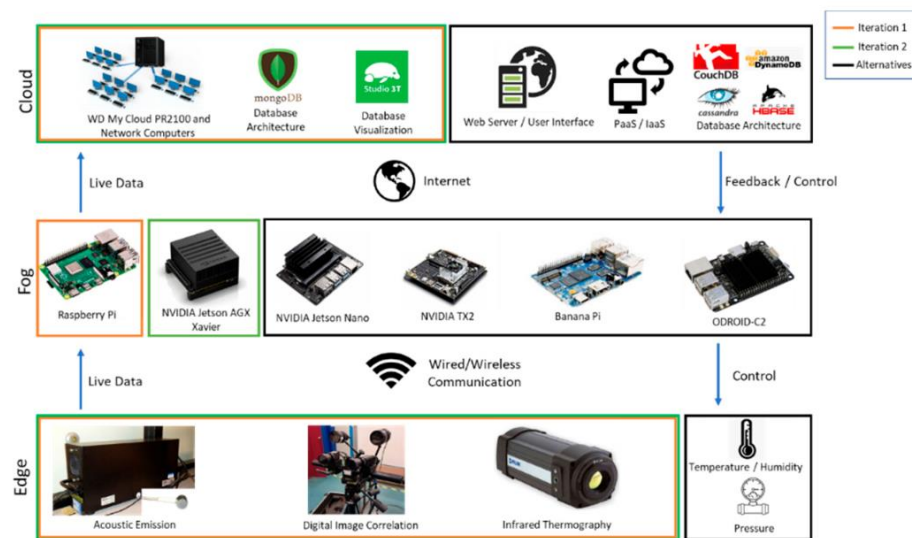 Iteration 1
Iteration 2
Alternatives
Cloud
WD My Cloud PR2100 and
Network Computers
mongoDB
Database
Architecture
Studio 3T
Database
Visualization
Web Server / User Interface
PaaS / IaaS
CouchDB
amazon
DynamoDB
cassandra
APACHE
HBASE
Database Architecture
Live Data
Internet
Feedback / Control
Fog
Raspberry Pi
NVIDIA Jetson AGX
Xavier
NVIDIA Jetson Nano
NVIDIA TX2
Banana Pi
ODROID-C2
Live Data
Wired/Wireless
Communication
Control
Edge
Acoustic Emission
Digital Image Correlation
Infrared Thermography
Temperature / Humidity
Pressure